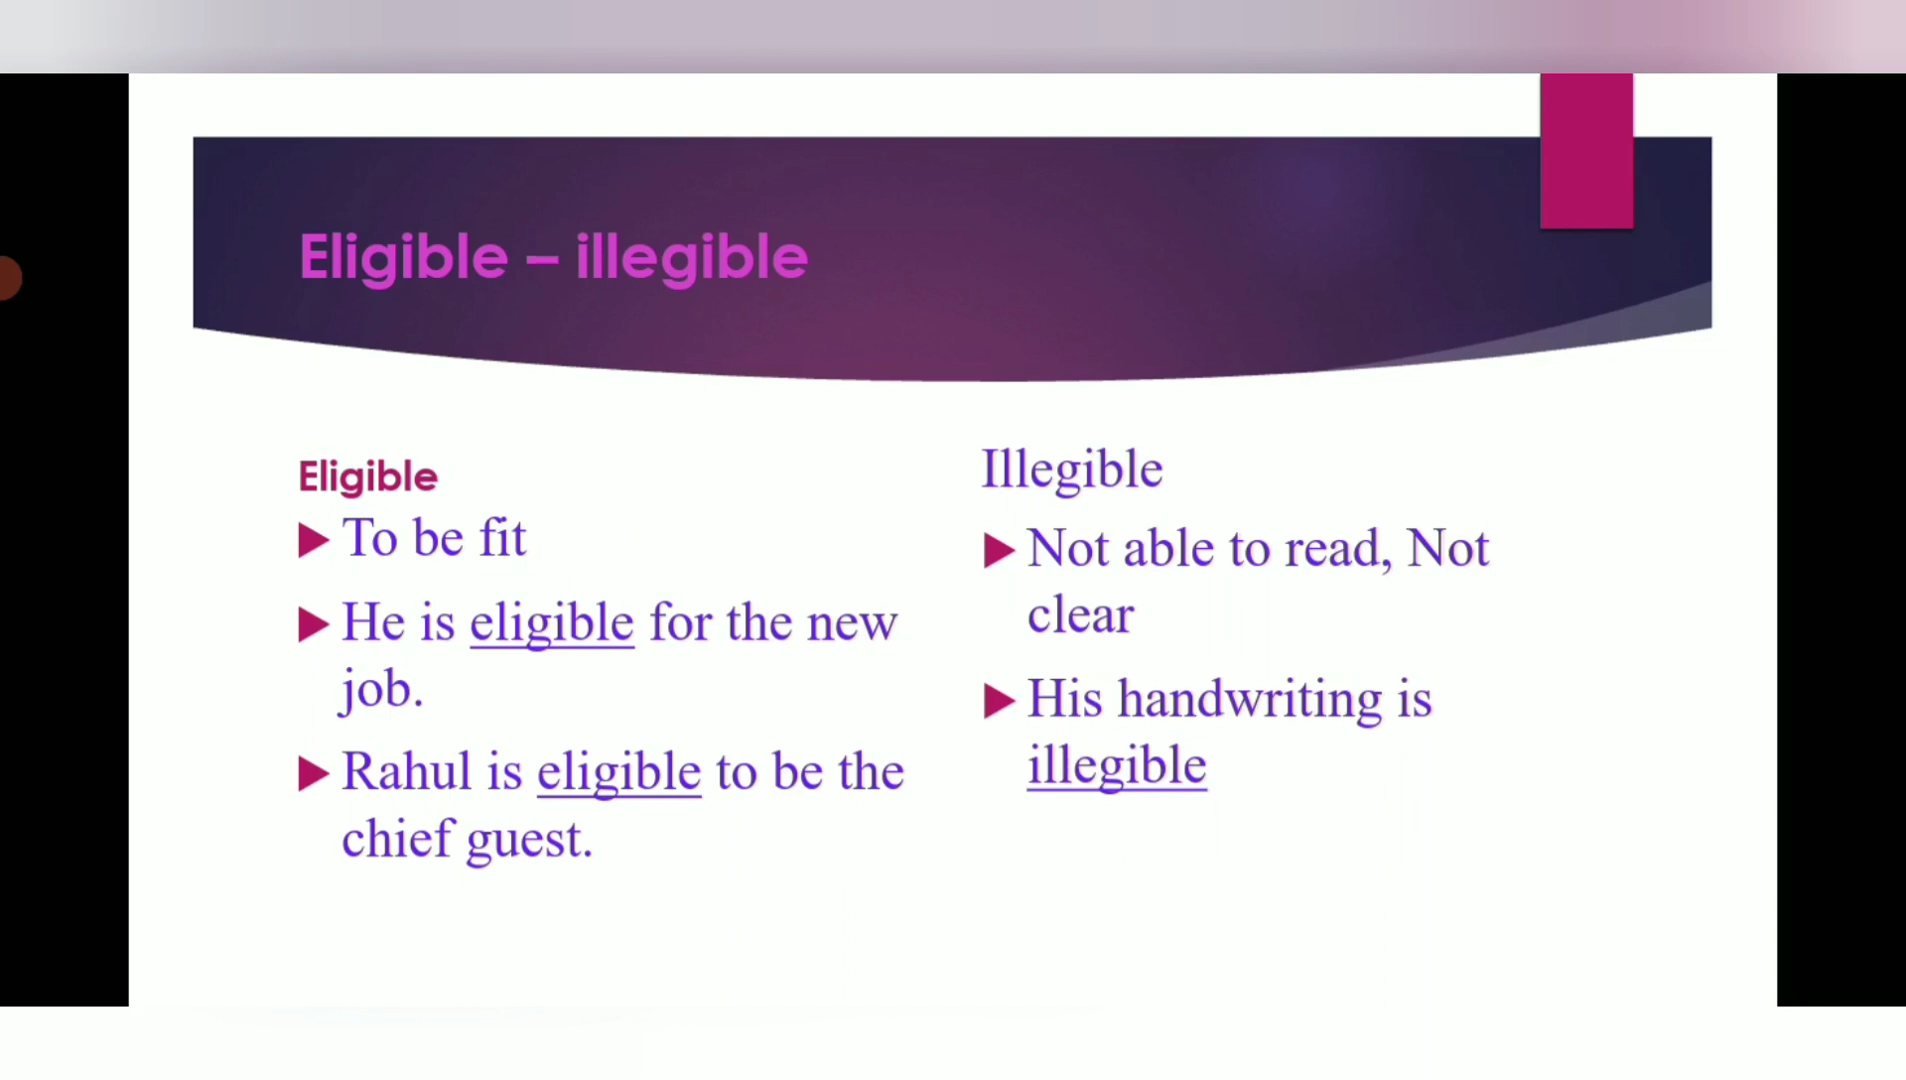 Eligible – illegible
Eligible
To be fit
He is eligible for the new
job.
Rahul is eligible to be the
chief guest.
Illegible
Not able to read, Not
clear
His handwriting is
illegible